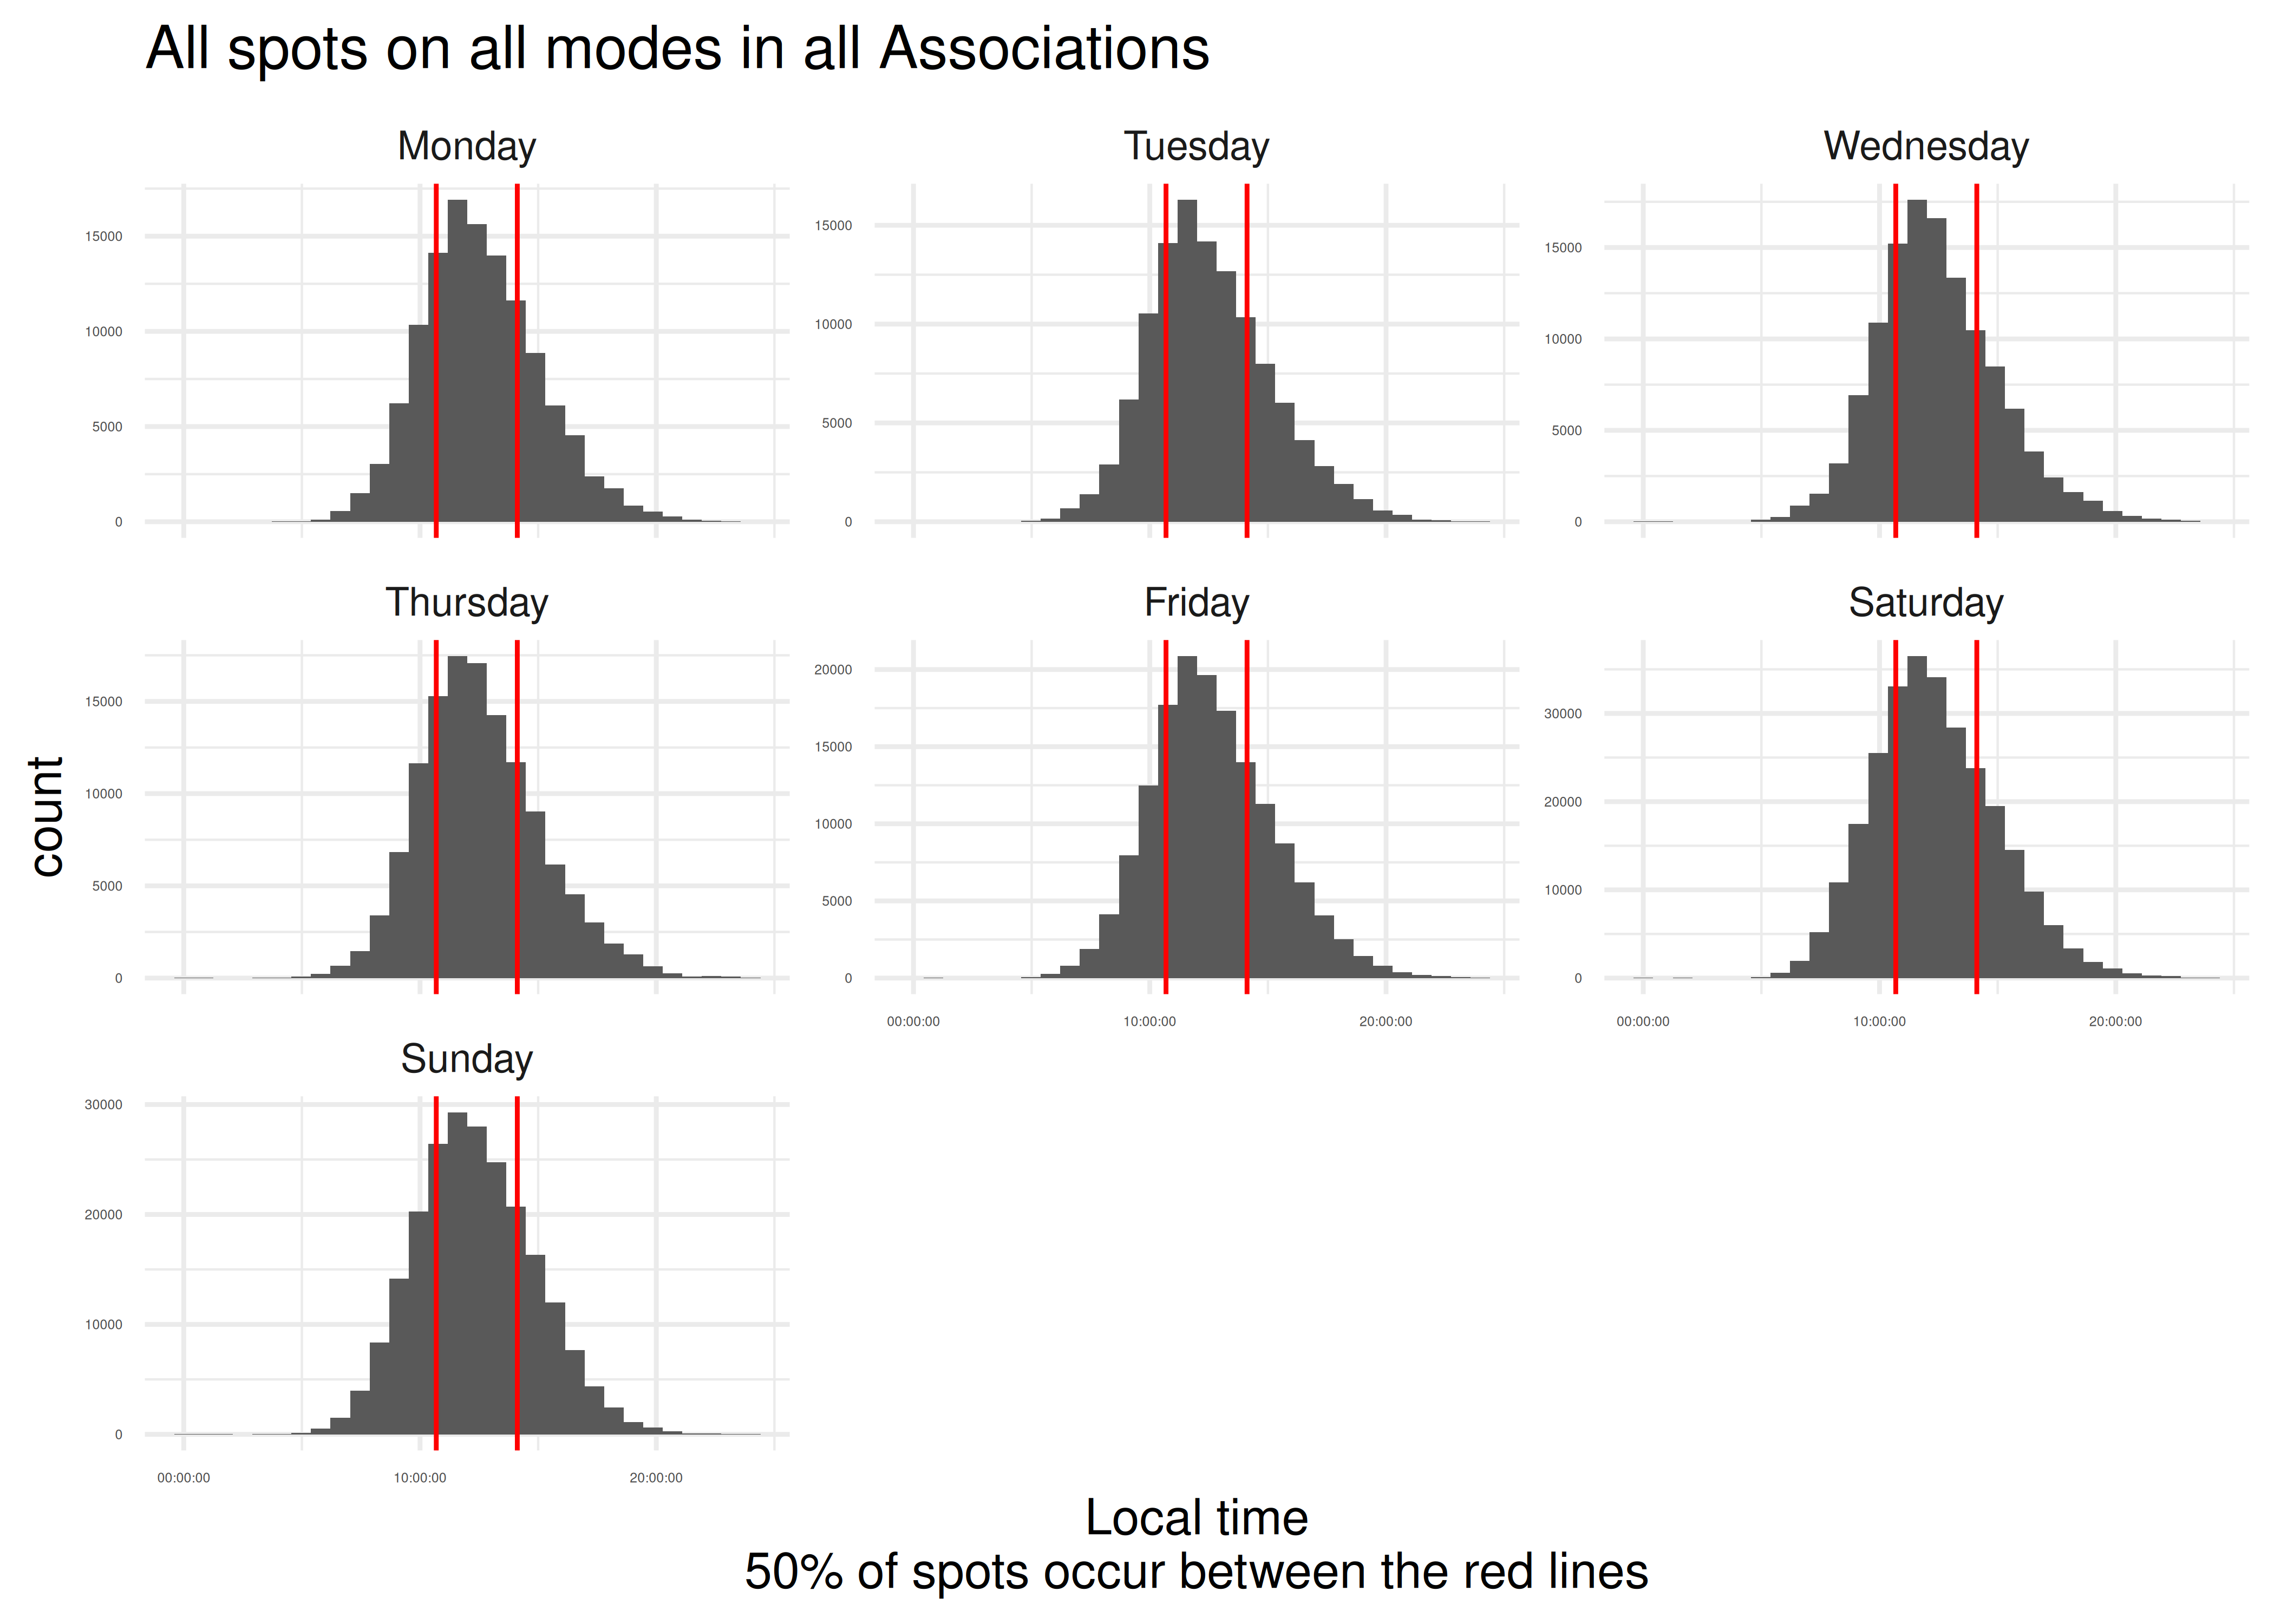 All spots on all modes in all Associations
Monday
Tuesday
Wednesday
15000
10000
5000
0
15000
10000
5000
0
15000
10000
5000
0
Thursday
Friday
Saturday
15000
10000
5000
0
20000
15000
10000
5000
0
30000
20000
10000
0
00:00:00 10:00:00 20:00:00
00:00:00 10:00:00 20:00:00
Sunday
30000
20000
10000
0
00:00:00 10:00:00 20:00:00
count
Local time
50% of spots occur between the red lines